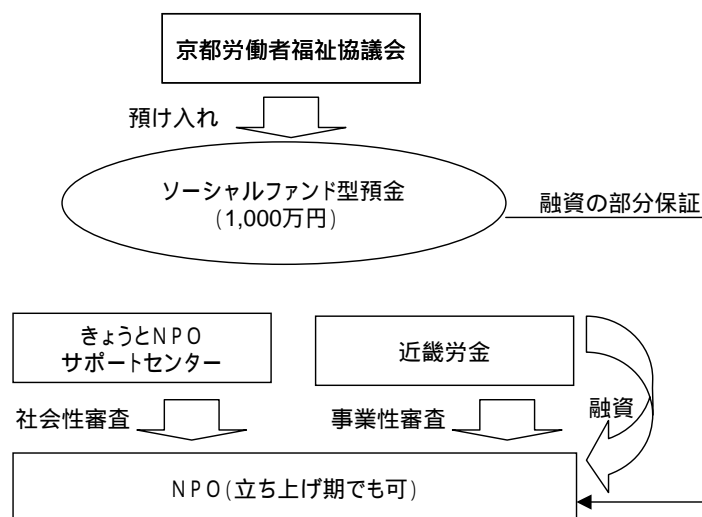 京都労働者福祉協議会
預け入れ
ソーシャルファンド型預金
(1,000万円)
融資の部分保証
きょうとNPO
サポートセンター
近畿労金
社会性審査
事業性審査
融資
NPO(立ち上げ期でも可)